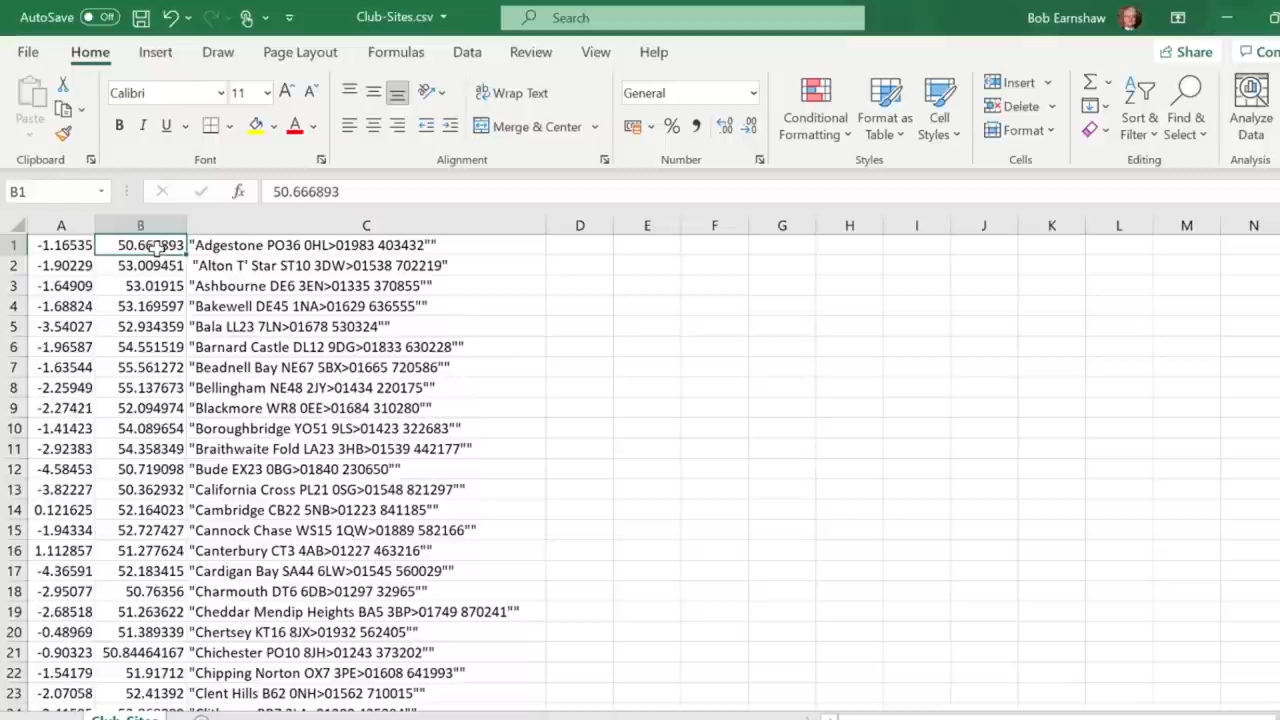 AutoSave Off Club-Sites.csv Search Bob Earnshaw
File Home Insert Draw Page Layout Formulas Data Review View Help Share
Paste Calibri 11 Wrap Text General Conditional Format as Cell Insert Sort & Find & Analyze
B I U A Merge & Center % Formatting Table Styles Delete Filter Select Data
Format
Clipboard Font Alignment Number Styles Cells Editing Analysis
B1 fx 50.666893
A B C D E F G H I J K L M N
1 -1.16535 "Adgestone PO36 0HL>01983 403432""
2 -1.90229 53.009451 "Alton T' Star ST10 3DW>01538 702219"
3 -1.64909 53.01915 "Ashbourne DE6 3EN>01335 370855""
4 -1.68824 53.169597 "Bakewell DE45 1NA>01629 636555""
5 -3.54027 52.934359 "Bala LL23 7LN>01678 530324""
6 -1.96587 54.551519 "Barnard Castle DL12 9DG>01833 630228""
7 -1.63544 55.561272 "Beadnell Bay NE67 5BX>01665 720586""
8 -2.25949 55.137673 "Bellingham NE48 2JY>01434 220175""
9 -2.27421 52.094974 "Blackmore WR8 0EE>01684 310280""
10 -1.41423 54.089654 "Boroughbridge YO51 9LS>01423 322683""
11 -2.92383 54.358349 "Braithwaite Fold LA23 3HB>01539 442177""
12 -4.58453 50.719098 "Bude EX23 0BG>01840 230650""
13 -3.82227 50.362932 "California Cross PL21 0SG>01548 821297""
14 0.121625 52.164023 "Cambridge CB22 5NB>01223 841185""
15 -1.94334 52.727427 "Cannock Chase WS15 1QW>01889 582166""
16 1.112857 51.277624 "Canterbury CT3 4AB>01227 463216""
17 -4.36591 52.183415 "Cardigan Bay SA44 6LW>01545 560029""
18 -2.95077 50.76356 "Charmouth DT6 6DB>01297 32965""
19 -2.68518 51.263622 "Cheddar Mendip Heights BA5 3BP>01749 870241""
20 -0.48969 51.389339 "Chertsey KT16 8JX>01932 562405""
21 -0.90323 50.84464167 "Chichester PO10 8JH>01243 373202""
22 -1.54179 51.91712 "Chipping Norton OX7 3PE>01608 641993""
23 -2.07058 52.41392 "Clent Hills B62 0NH>01562 710015""
Club-Sites